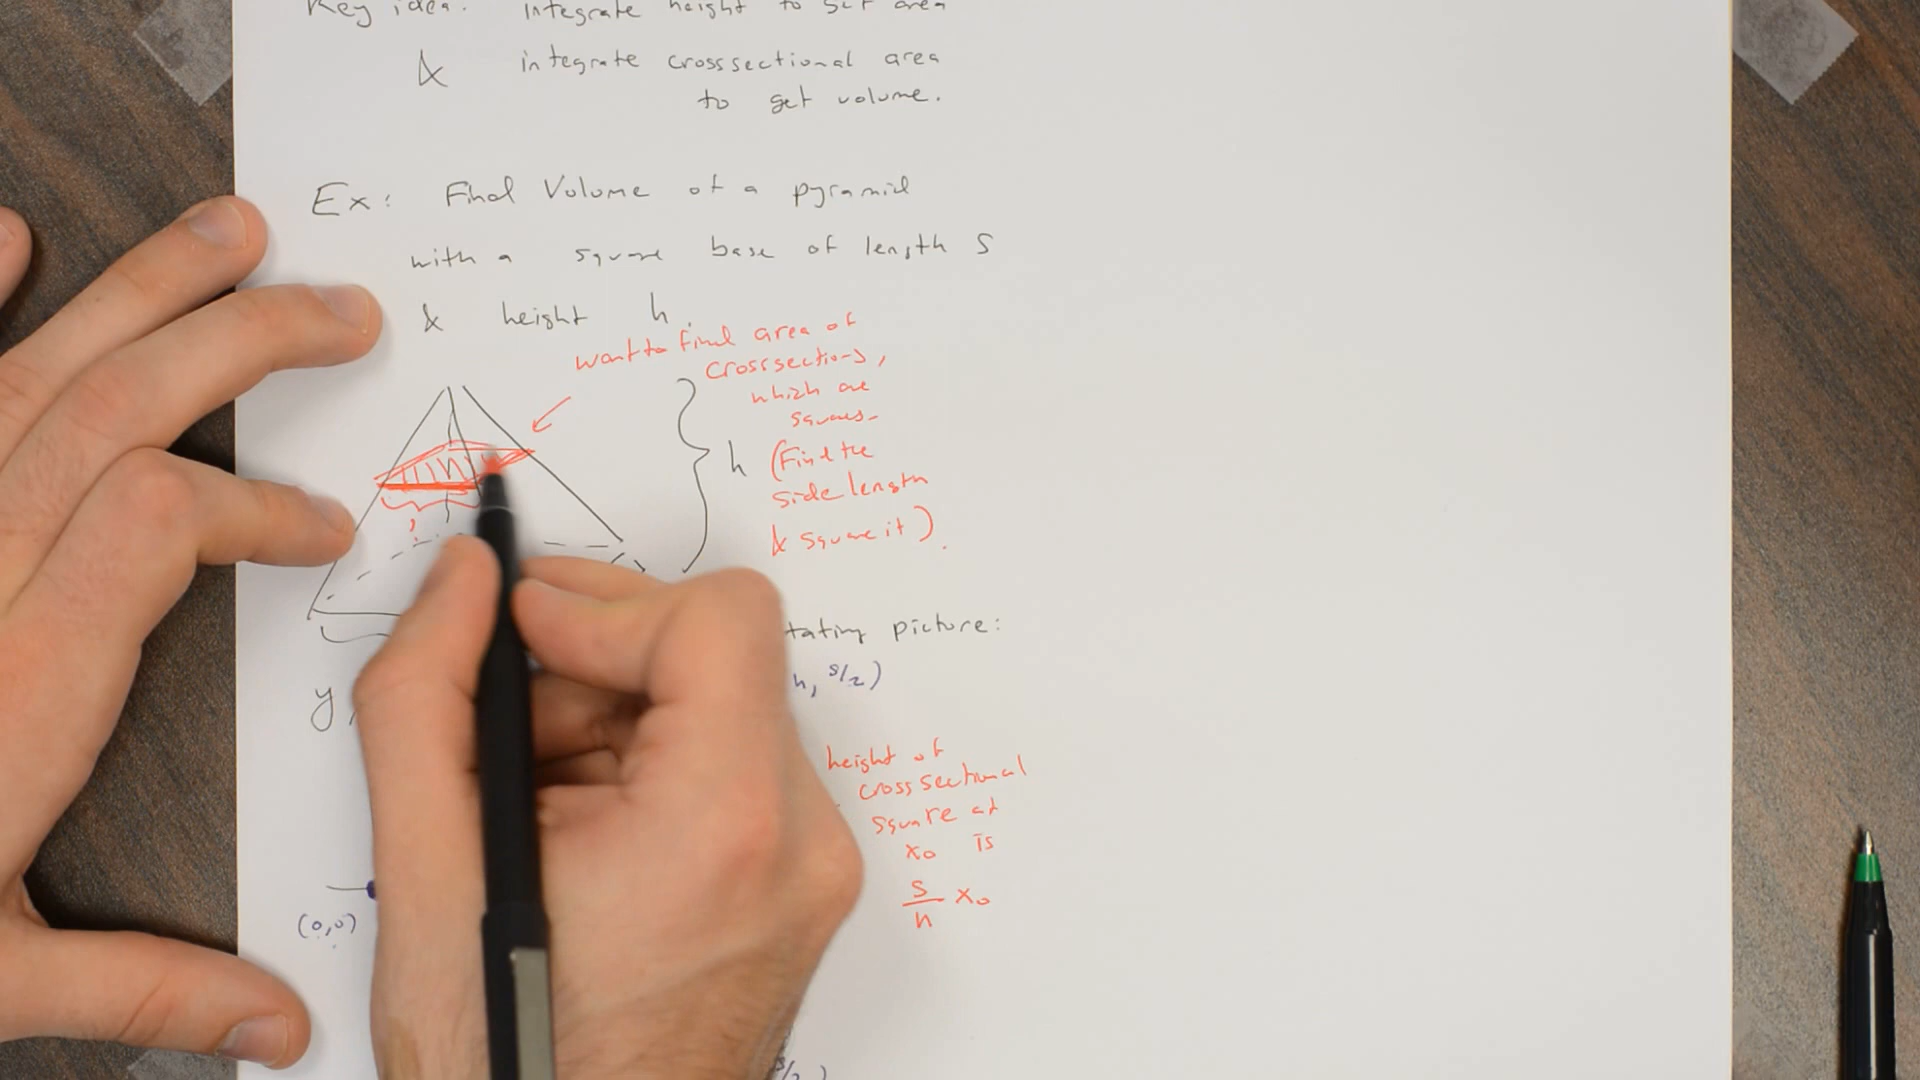 Key idea: integrate height to get area
& integrate crosssectional area
to get volume.
Ex: Find Volume of a pyramid
with a square base of length S
& height h.
want to find area of
crosssections,
which are
squares.
h
(Find the
side length
& square it).
?
tating picture:
h, s/2)
y
height of
crosssectional
square at
x₀ is
s/h x₀
(0,0)
s/2)